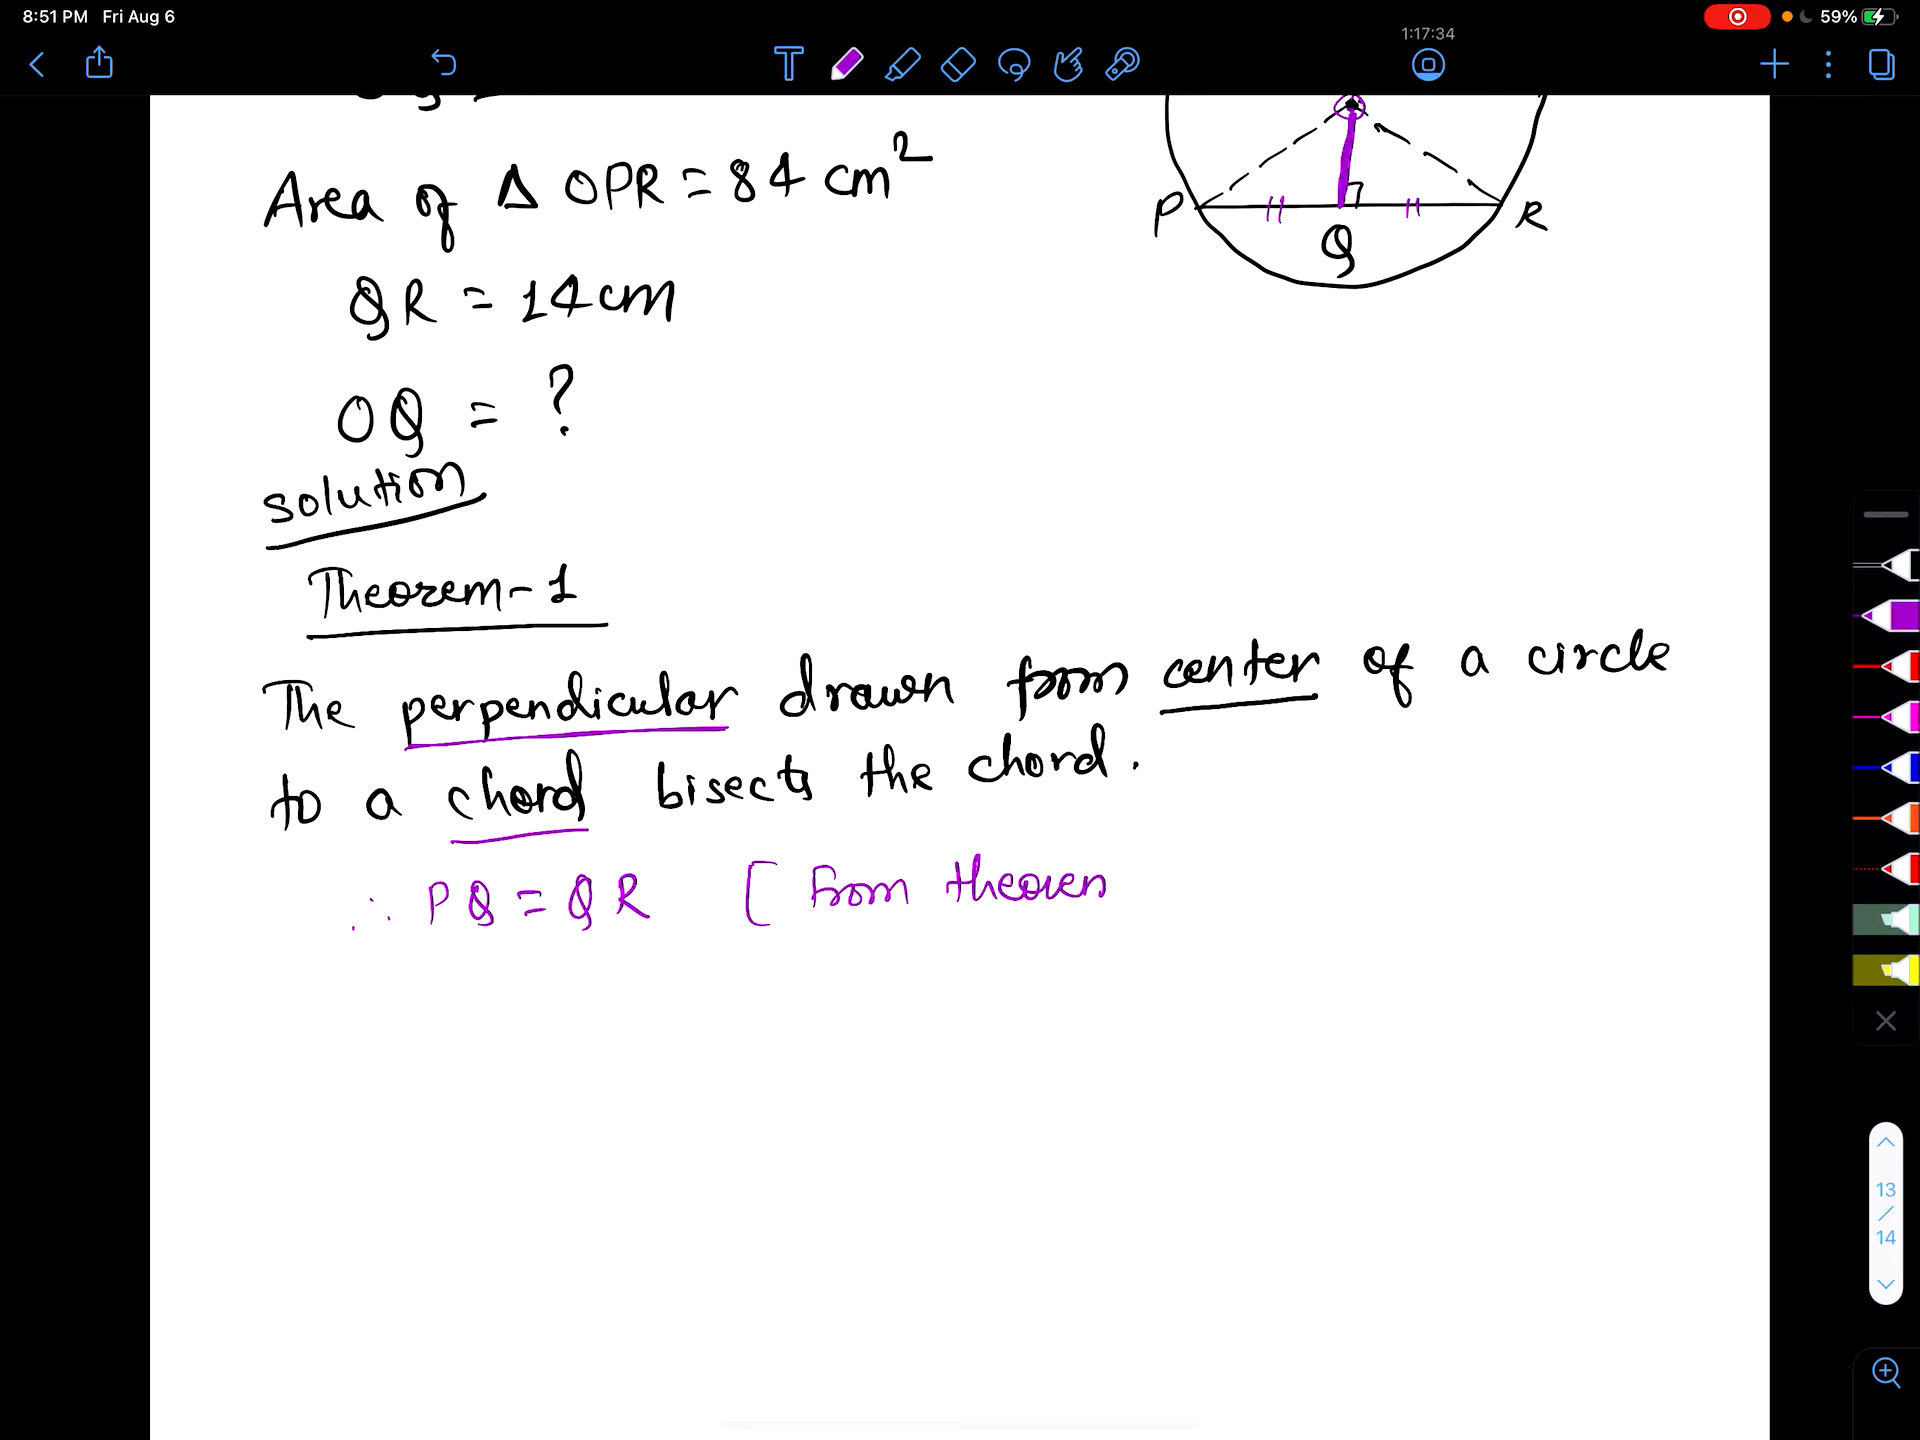 8:51 PM Fri Aug 6
59%
1:17:34
T
Area of Δ OPR = 84 cm²
P
R
Q
QR = 14cm
OQ = ?
solution
Theorem-1
The perpendicular drawn from center of a circle
to a chord bisects the chord.
∴ PQ = QR [ From theorem
13
/
14